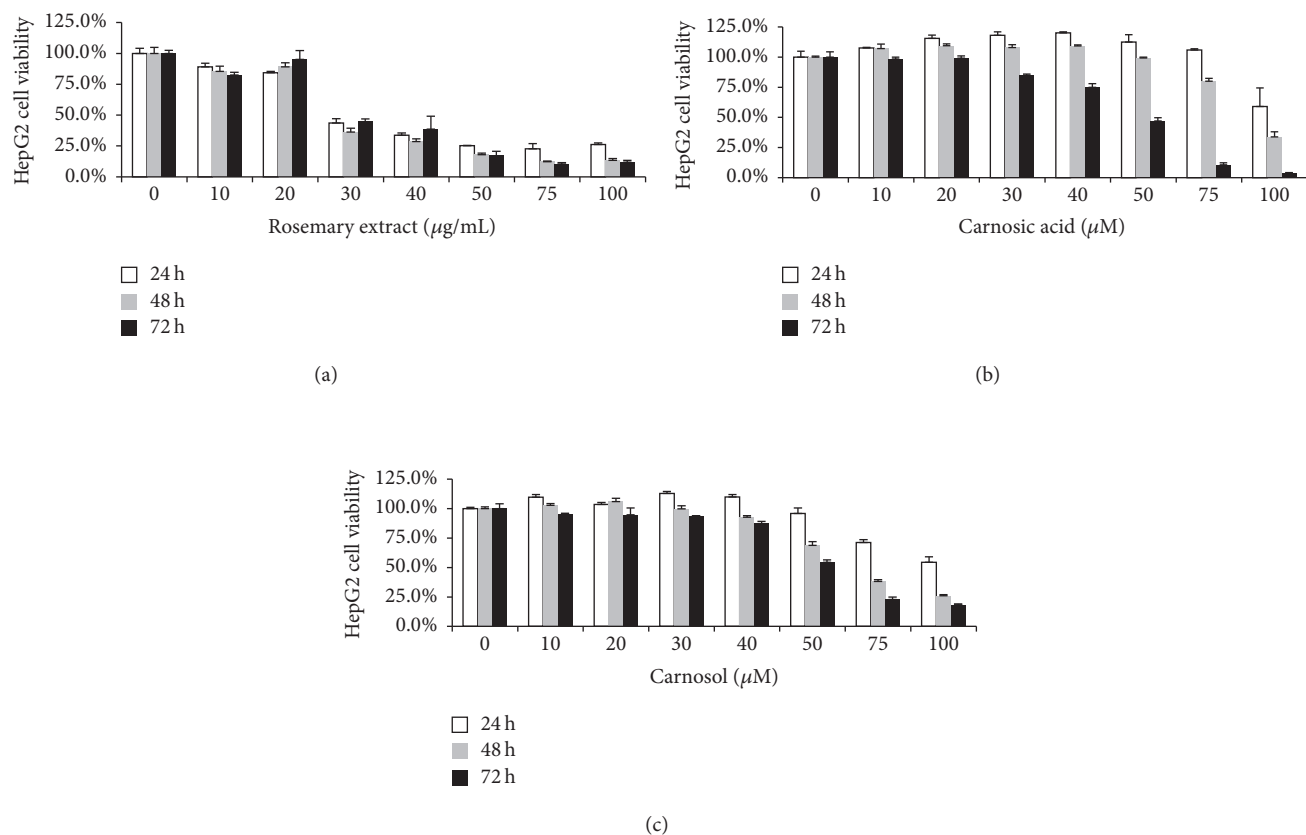 125.0%
100.0%
75.0%
50.0%
25.0%
0.0%
HepG2 cell viability
0 10 20 30 40 50 75 100
Rosemary extract (μg/mL)
24 h
48 h
72 h
(a)
125.0%
100.0%
75.0%
50.0%
25.0%
0.0%
HepG2 cell viability
0 10 20 30 40 50 75 100
Carnosic acid (μM)
24 h
48 h
72 h
(b)
125.0%
100.0%
75.0%
50.0%
25.0%
0.0%
HepG2 cell viability
0 10 20 30 40 50 75 100
Carnosol (μM)
24 h
48 h
72 h
(c)